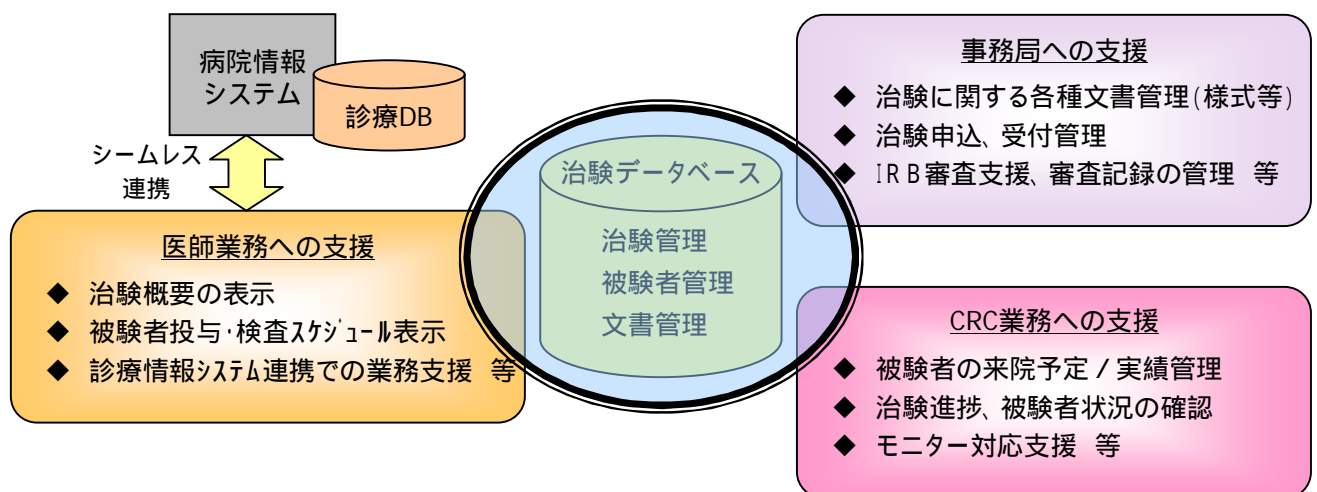 病院情報
システム
診療DB
シームレス
連携
医師業務への支援
◆ 治験概要の表示
◆ 被験者投与･検査ｽｹｼﾞｭｰﾙ表示
◆ 診療情報ｼｽﾃﾑ連携での業務支援 等
治験データベース
治験管理
被験者管理
文書管理
事務局への支援
◆ 治験に関する各種文書管理(様式等)
◆ 治験申込、受付管理
◆ IRB審査支援、審査記録の管理 等
CRC業務への支援
◆ 被験者の来院予定 / 実績管理
◆ 治験進捗、被験者状況の確認
◆ モニター対応支援 等